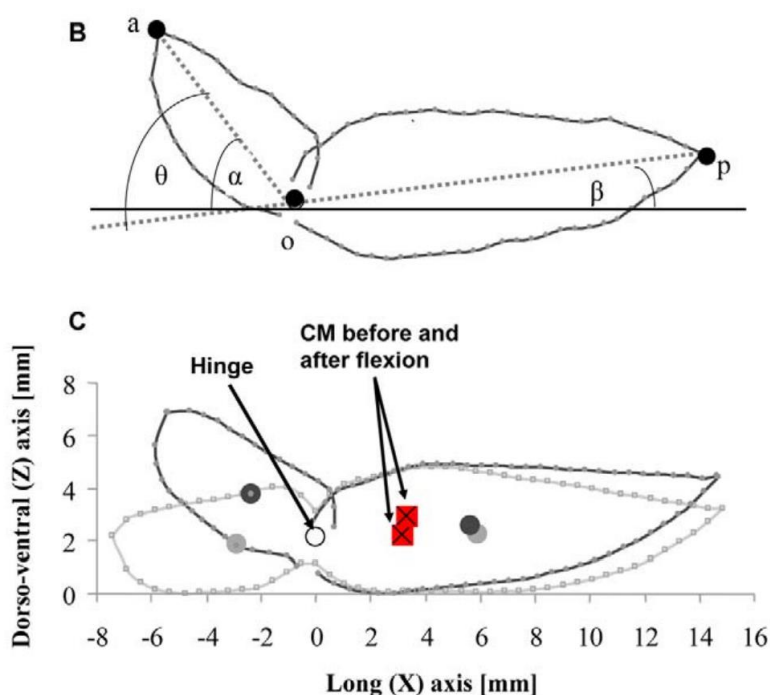 B
a
θ
α
β
p
o
C
CM before and
after flexion
Hinge
Dorso-ventral (Z) axis [mm]
8
6
4
2
0
-8 -6 -4 -2 0 2 4 6 8 10 12 14 16
Long (X) axis [mm]